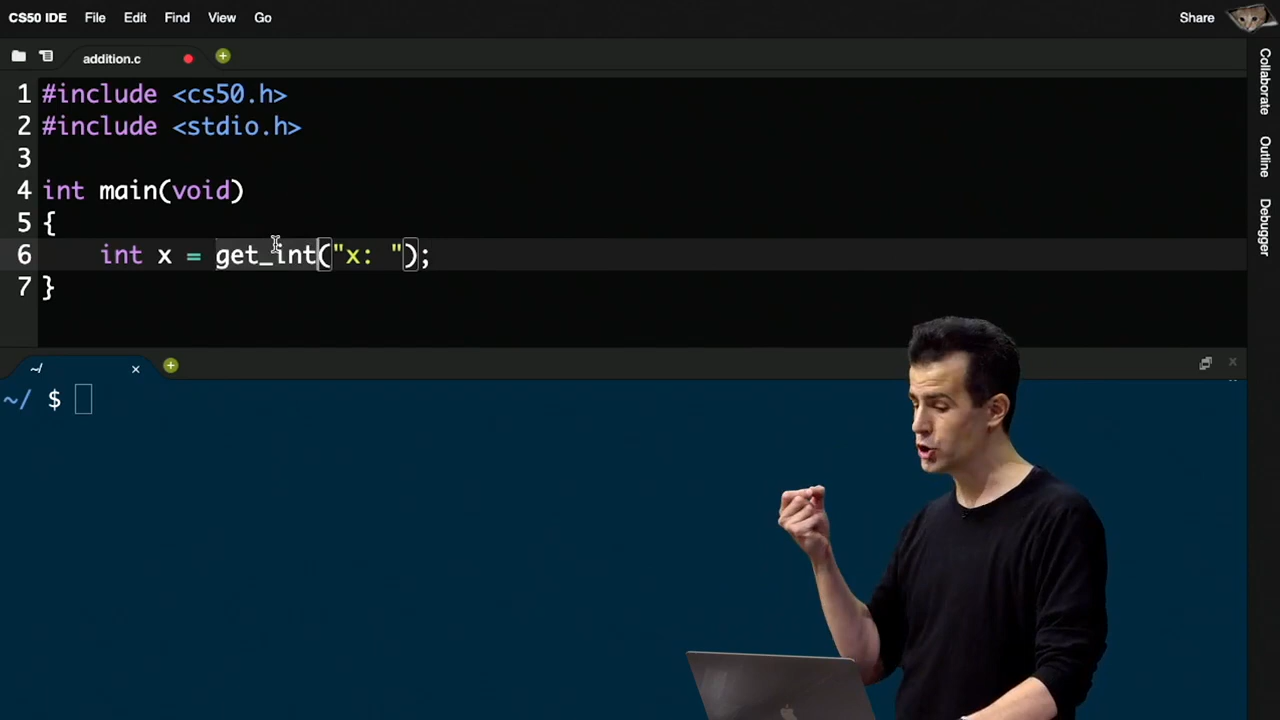 CS50 IDE File Edit Find View Go Share
addition.c
1 #include <cs50.h>
2 #include <stdio.h>
3
4 int main(void)
5 {
6     int x = get_int("x: ");
7 }
~/
~/ $
Collaborate
Outline
Debugger